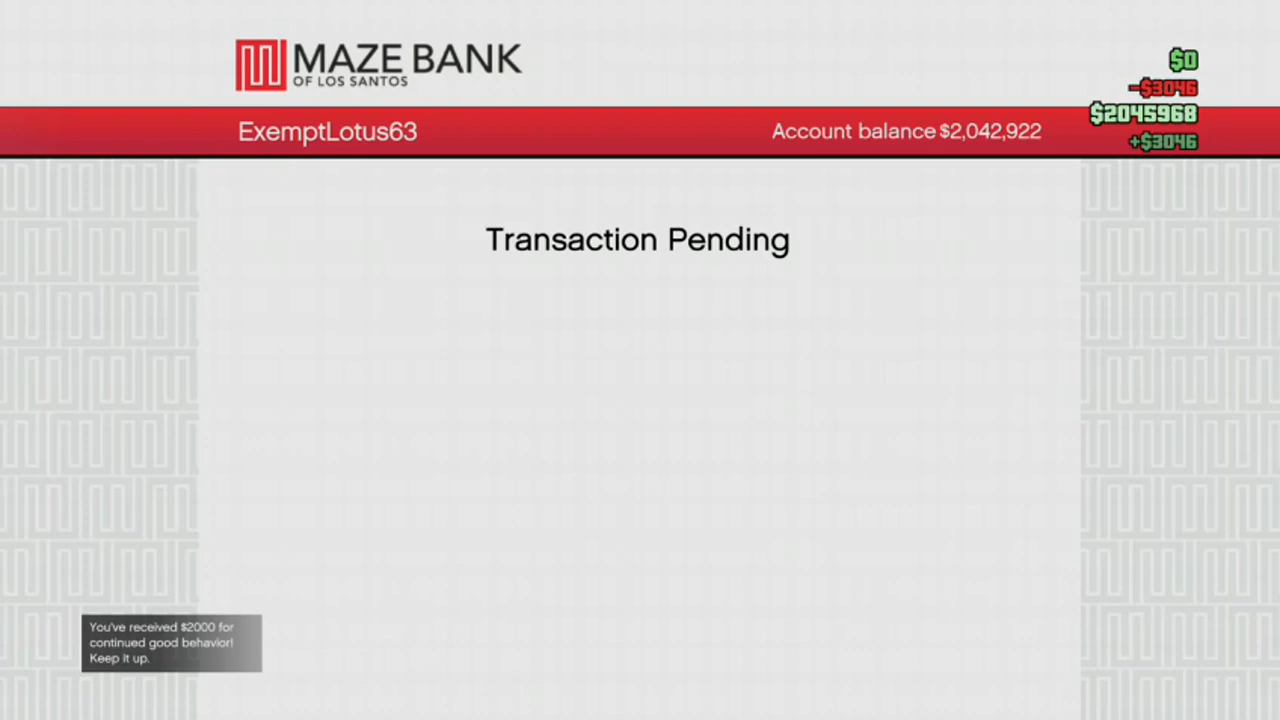 MAZE BANK
OF LOS SANTOS
$0
-$3046
ExemptLotus63
Account balance $2,042,922
$2045968
+$3046
Transaction Pending
You've received $2000 for
continued good behavior!
Keep it up.